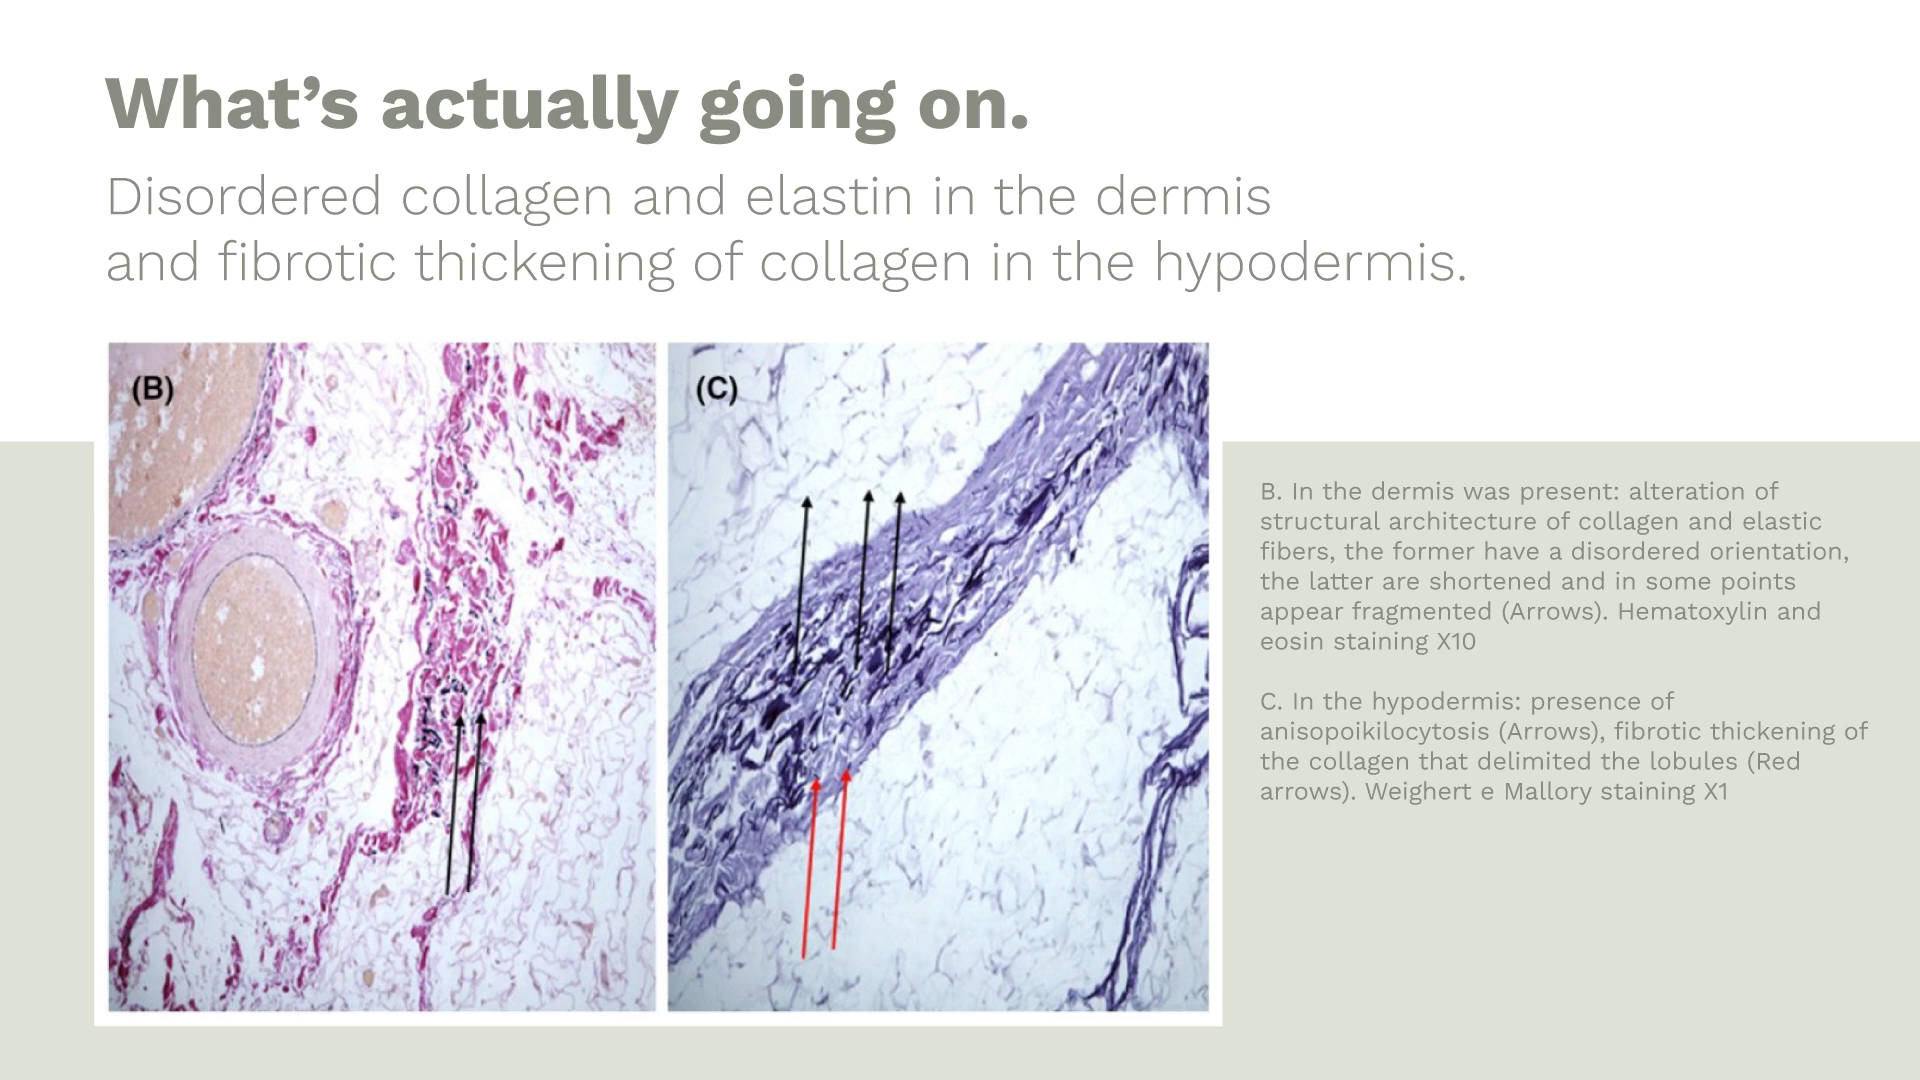 What’s actually going on.
Disordered collagen and elastin in the dermis
and fibrotic thickening of collagen in the hypodermis.
(B)
(C)
B. In the dermis was present: alteration of
structural architecture of collagen and elastic
fibers, the former have a disordered orientation,
the latter are shortened and in some points
appear fragmented (Arrows). Hematoxylin and
eosin staining X10
C. In the hypodermis: presence of
anisopoikilocytosis (Arrows), fibrotic thickening of
the collagen that delimited the lobules (Red
arrows). Weighert e Mallory staining X1